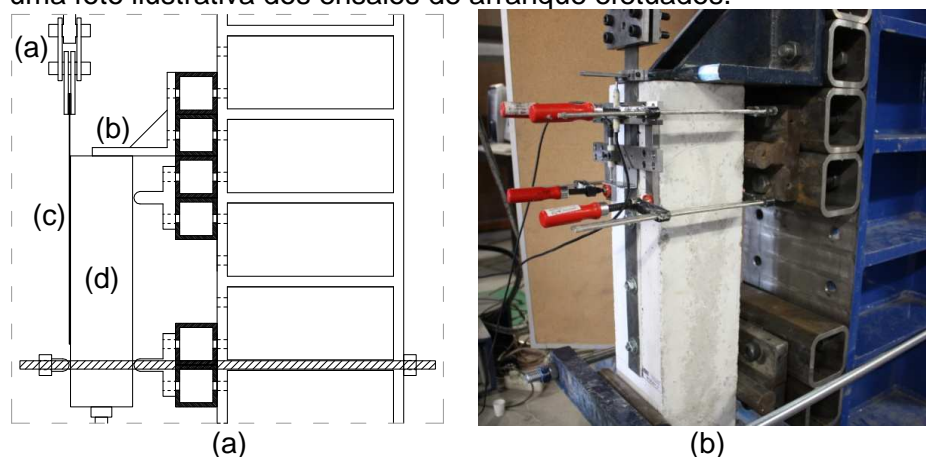 uma foto ilustrativa dos ensaios de arranque efetuados.
(a)
(b)
(c)
(d)
(a)
(b)